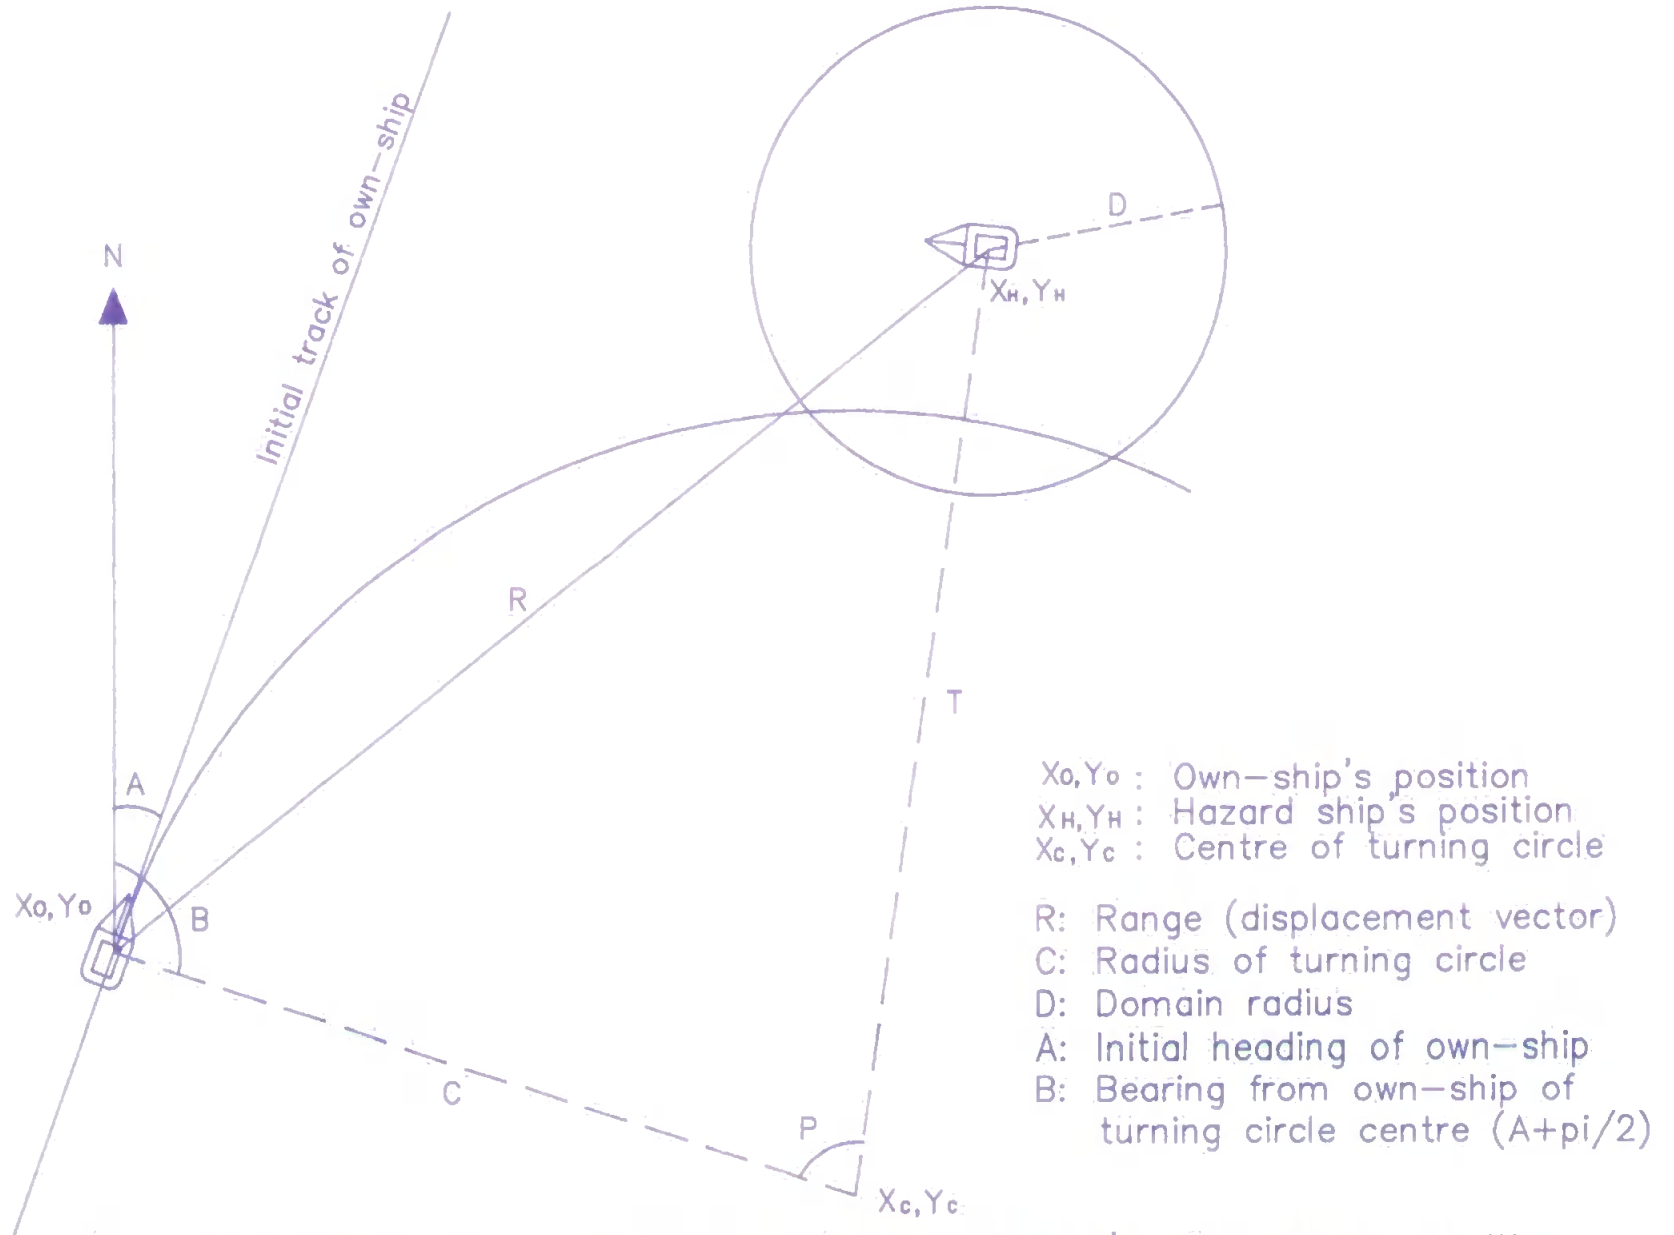 Initial track of own-ship
N
D
XH,YH
R
T
A
B
XO,YO
C
P
Xc,Yc
XO,YO : Own-ship's position
XH,YH : Hazard ship's position
Xc,Yc : Centre of turning circle
R: Range (displacement vector)
C: Radius of turning circle
D: Domain radius
A: Initial heading of own-ship
B: Bearing from own-ship of
turning circle centre (A+pi/2)